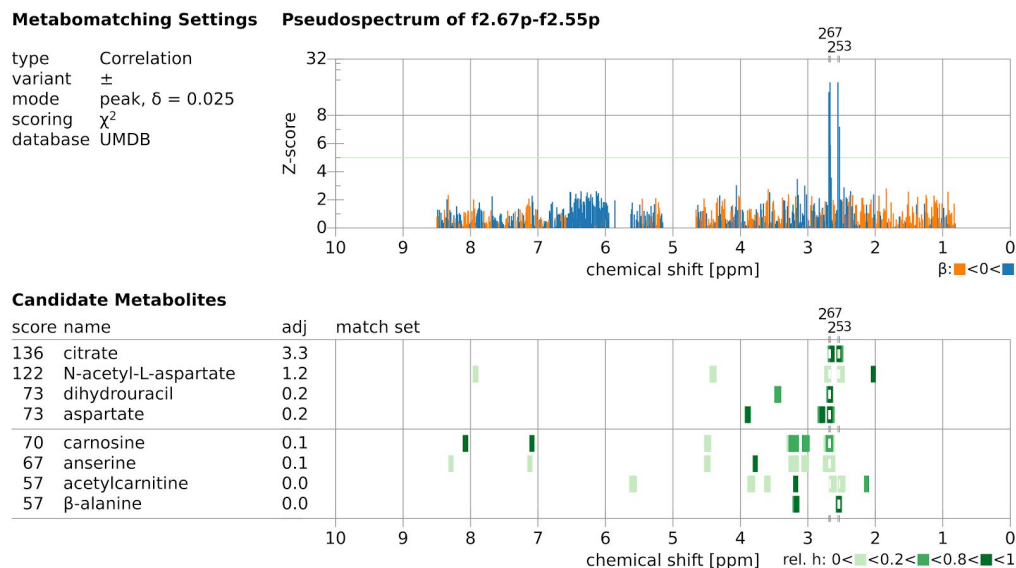 Metabomatching Settings
type Correlation
variant ±
mode peak, δ = 0.025
scoring χ²
database UMDB
Pseudospectrum of f2.67p-f2.55p
267
253
32
8
6
4
2
0
Z-score
10 9 8 7 6 5 4 3 2 1 0
chemical shift [ppm]
β: <0<
Candidate Metabolites
267
score name adj match set 253
136 citrate 3.3
122 N-acetyl-L-aspartate 1.2
73 dihydrouracil 0.2
73 aspartate 0.2
70 carnosine 0.1
67 anserine 0.1
57 acetylcarnitine 0.0
57 β-alanine 0.0
10 9 8 7 6 5 4 3 2 1 0
chemical shift [ppm] rel. h: 0< <0.2< <0.8< <1